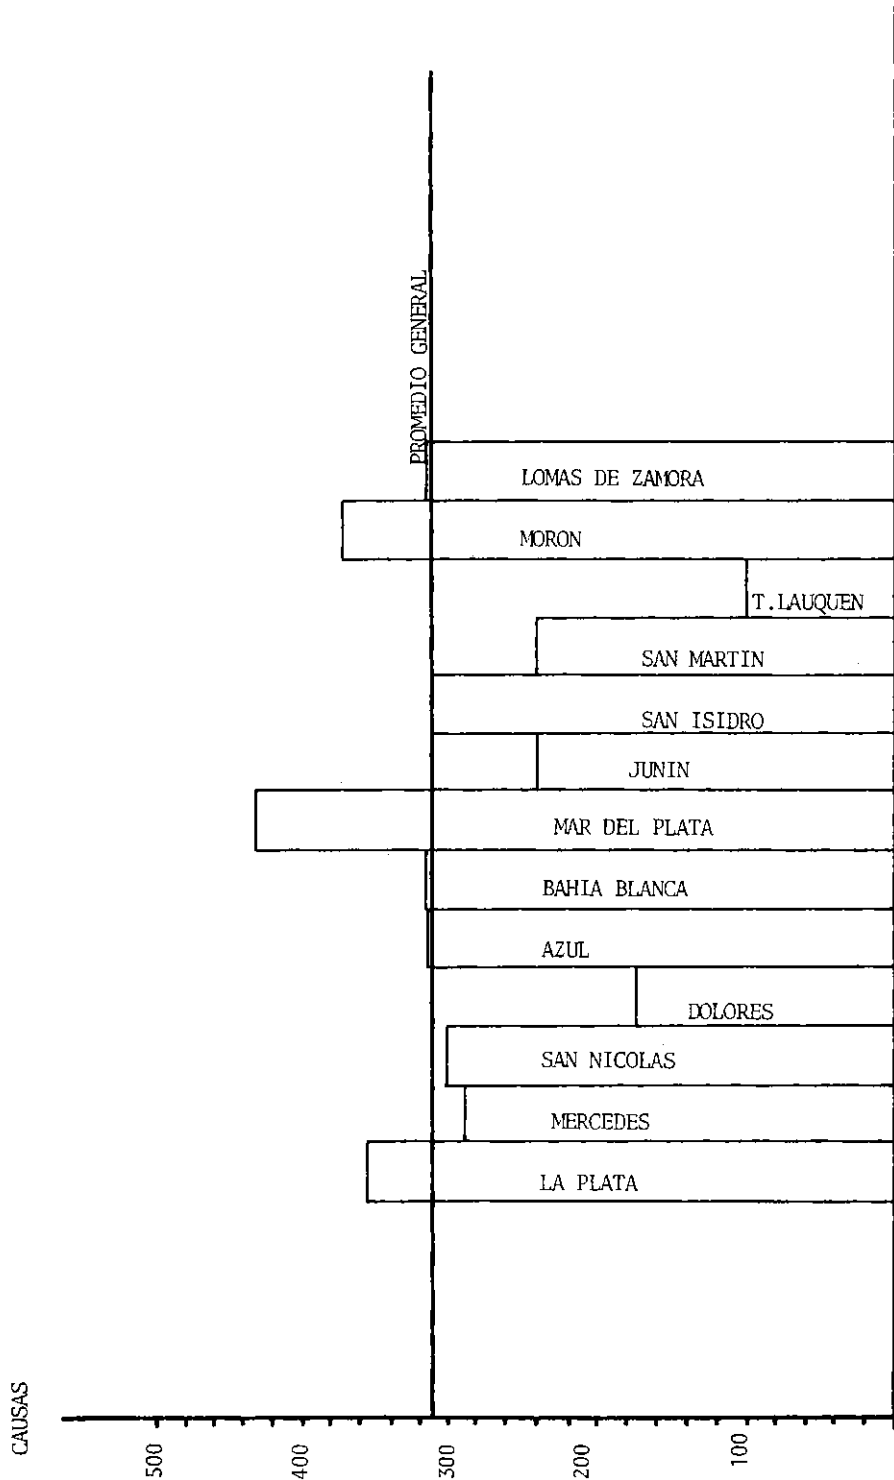 CAUSAS
500
400
300
200
100
PROMEDIO GENERAL
LA PLATA
MERCEDES
SAN NICOLAS
DOLORES
AZUL
BAHIA BLANCA
MAR DEL PLATA
JUNIN
SAN ISIDRO
SAN MARTIN
T.LAUQUEN
MORON
LOMAS DE ZAMORA